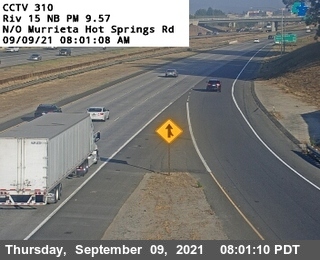 CCTV 310
Riv 15 NB PM 9.57
N/O Murrieta Hot Springs Rd
09/09/21 08:01:08 AM
Thursday, September 09, 2021 08:01:10 PDT